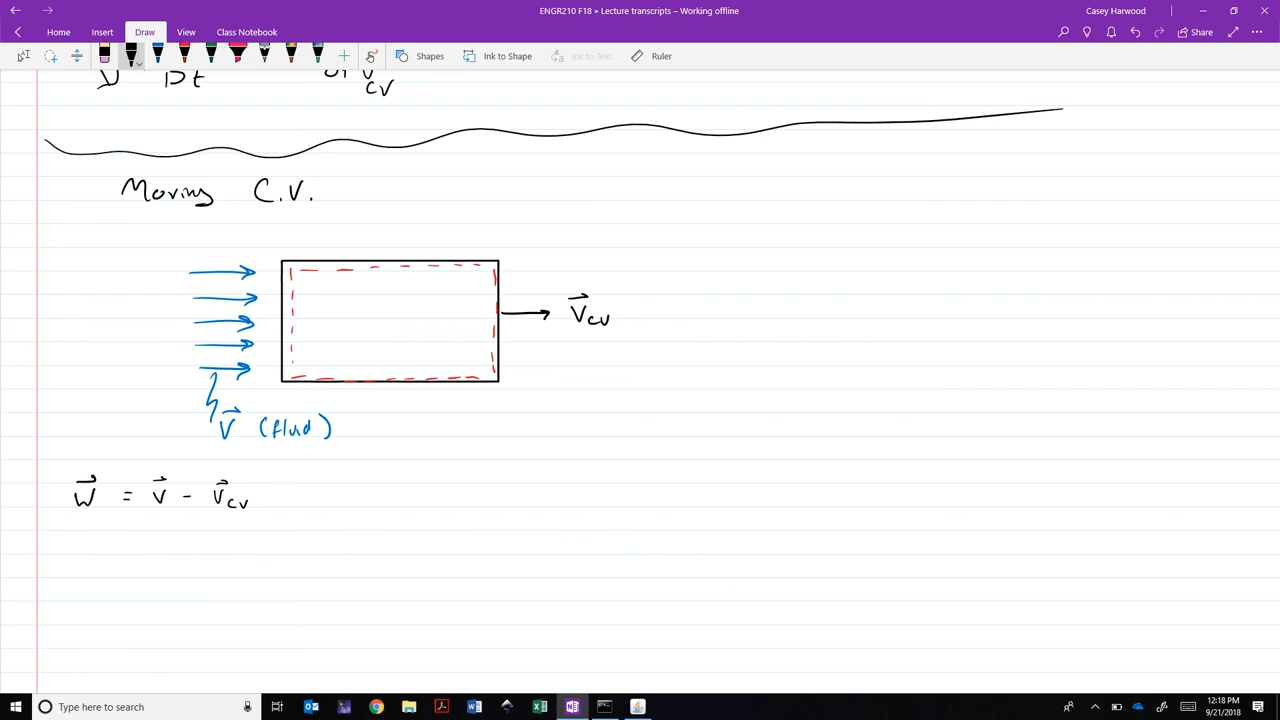 ENGR210 F18 » Lecture transcripts – Working offline
Casey Harwood
Home Insert Draw View Class Notebook
Share
Shapes Ink to Shape Ink to Text Ruler
CV
Moving C.V.
V⃗CV
V⃗ (fluid)
W⃗ = V⃗ - V⃗CV
Type here to search
12:18 PM
9/21/2018